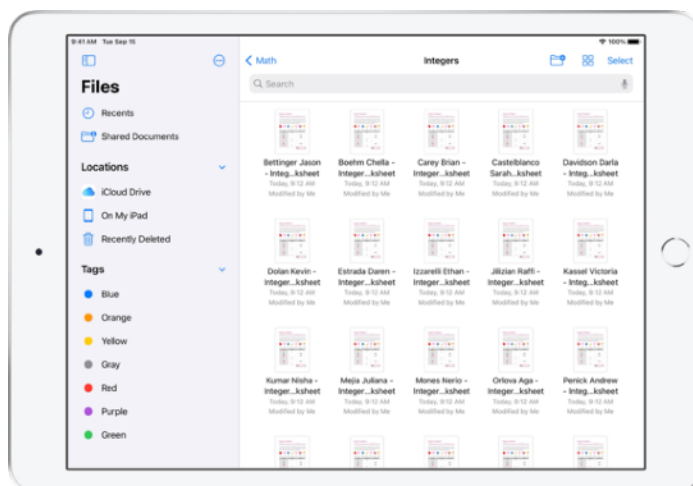 9:41 AM Tue Sep 15
100%
Files
Recents
Shared Documents
Locations
iCloud Drive
On My iPad
Recently Deleted
Tags
Blue
Orange
Yellow
Gray
Red
Purple
Green
Math
Integers
Select
Search
Bettinger Jason
- Integ...ksheet
Today, 9:12 AM
Modified by Me
Boehm Chella -
Integer...ksheet
Today, 9:12 AM
Modified by Me
Carey Brian -
Integer...ksheet
Today, 9:12 AM
Modified by Me
Castelblanco
Sarah...ksheet
Today, 9:12 AM
Modified by Me
Davidson Darla
- Integ...ksheet
Today, 9:12 AM
Modified by Me
Dolan Kevin -
Integer...ksheet
Today, 9:12 AM
Modified by Me
Estrada Daren -
Integer...ksheet
Today, 9:12 AM
Modified by Me
Izzarelli Ethan -
Integer...ksheet
Today, 9:12 AM
Modified by Me
Jilizian Raffi -
Integer...ksheet
Today, 9:12 AM
Modified by Me
Kassel Victoria
- Integ...ksheet
Today, 9:12 AM
Modified by Me
Kumar Nisha -
Integer...ksheet
Today, 9:12 AM
Modified by Me
Mejia Juliana -
Integer...ksheet
Today, 9:12 AM
Modified by Me
Mones Nerio -
Integer...ksheet
Today, 9:12 AM
Modified by Me
Orlova Aga -
Integer...ksheet
Today, 9:12 AM
Modified by Me
Penick Andrew
- Integ...ksheet
Today, 9:12 AM
Modified by Me